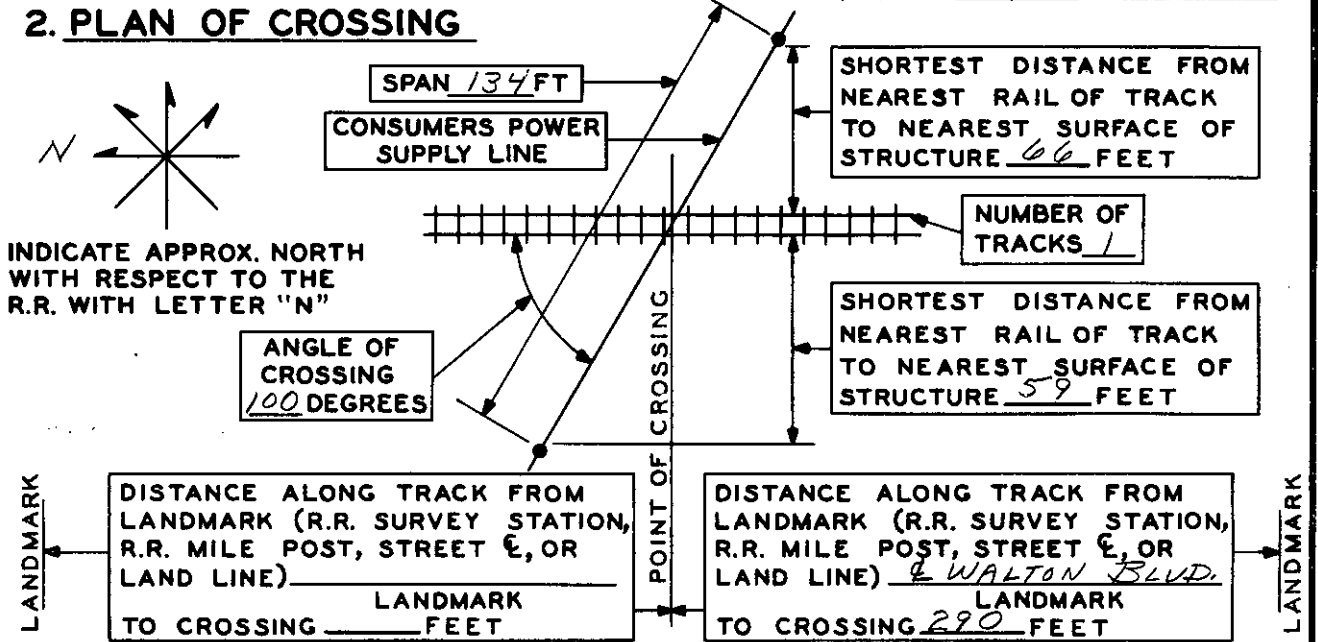 2. PLAN OF CROSSING
SPAN 134 FT
CONSUMERS POWER
SUPPLY LINE
SHORTEST DISTANCE FROM
NEAREST RAIL OF TRACK
TO NEAREST SURFACE OF
STRUCTURE 66 FEET
N
NUMBER OF
TRACKS 1
INDICATE APPROX. NORTH
WITH RESPECT TO THE
R.R. WITH LETTER "N"
ANGLE OF
CROSSING
100 DEGREES
SHORTEST DISTANCE FROM
NEAREST RAIL OF TRACK
TO NEAREST SURFACE OF
STRUCTURE 59 FEET
POINT OF CROSSING
LANDMARK
DISTANCE ALONG TRACK FROM
LANDMARK (R.R. SURVEY STATION,
R.R. MILE POST, STREET ℄, OR
LAND LINE)
LANDMARK
TO CROSSING FEET
DISTANCE ALONG TRACK FROM
LANDMARK (R.R. SURVEY STATION,
R.R. MILE POST, STREET ℄, OR
LAND LINE) ℄ WALTON BLVD.
LANDMARK
TO CROSSING 290 FEET
LANDMARK